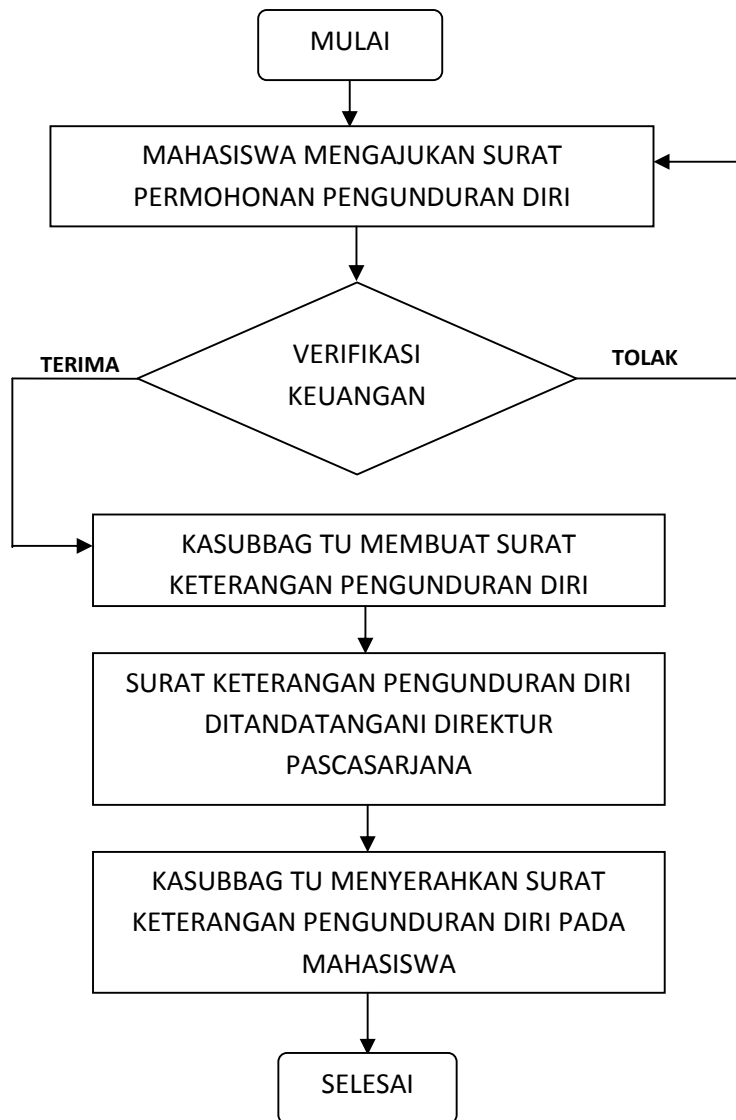 MULAI
MAHASISWA MENGAJUKAN SURAT
PERMOHONAN PENGUNDURAN DIRI
VERIFIKASI
KEUANGAN
TERIMA
TOLAK
KASUBBAG TU MEMBUAT SURAT
KETERANGAN PENGUNDURAN DIRI
SURAT KETERANGAN PENGUNDURAN DIRI
DITANDATANGANI DIREKTUR
PASCASARJANA
KASUBBAG TU MENYERAHKAN SURAT
KETERANGAN PENGUNDURAN DIRI PADA
MAHASISWA
SELESAI